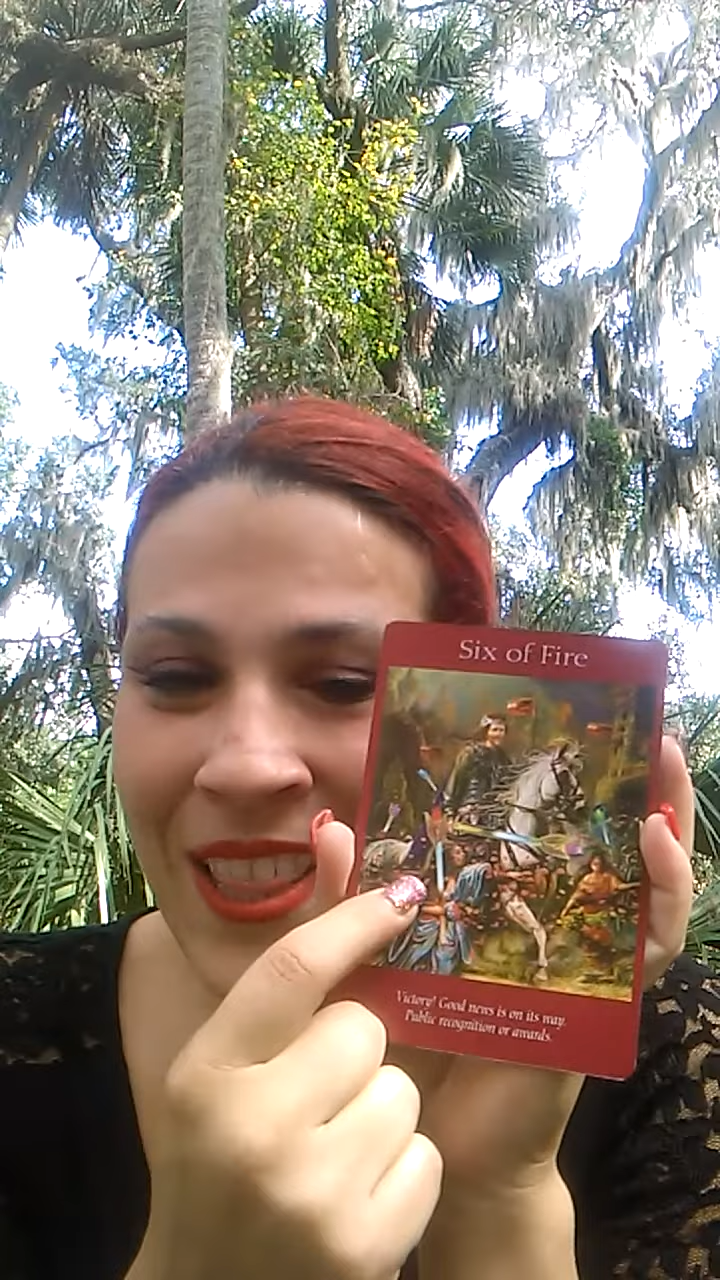 Six of Fire
Victory! Good news is on its way.
Public recognition or awards.